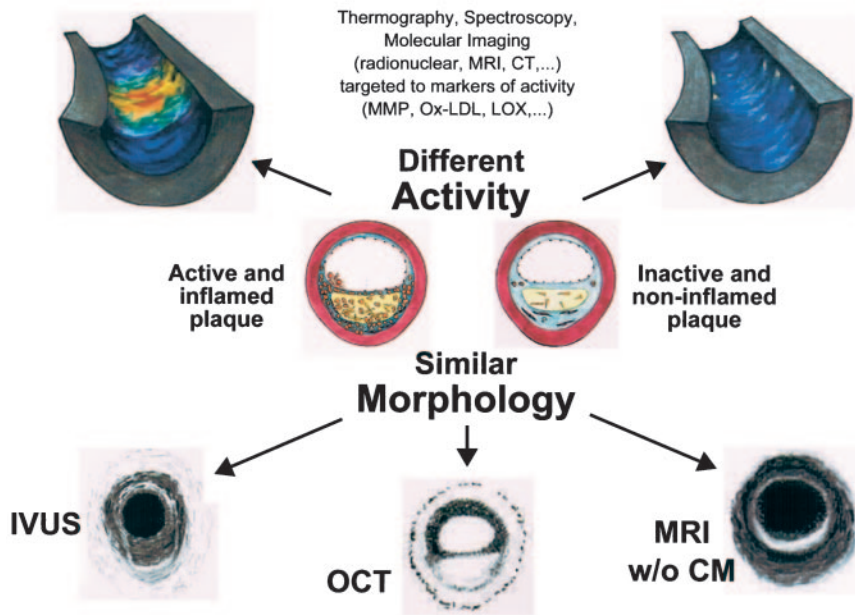 Thermography, Spectroscopy,
Molecular Imaging
(radionuclear, MRI, CT,...)
targeted to markers of activity
(MMP, Ox-LDL, LOX,...)
Different
Activity
Active and
inflamed
plaque
Inactive and
non-inflamed
plaque
Similar
Morphology
IVUS
OCT
MRI
w/o CM